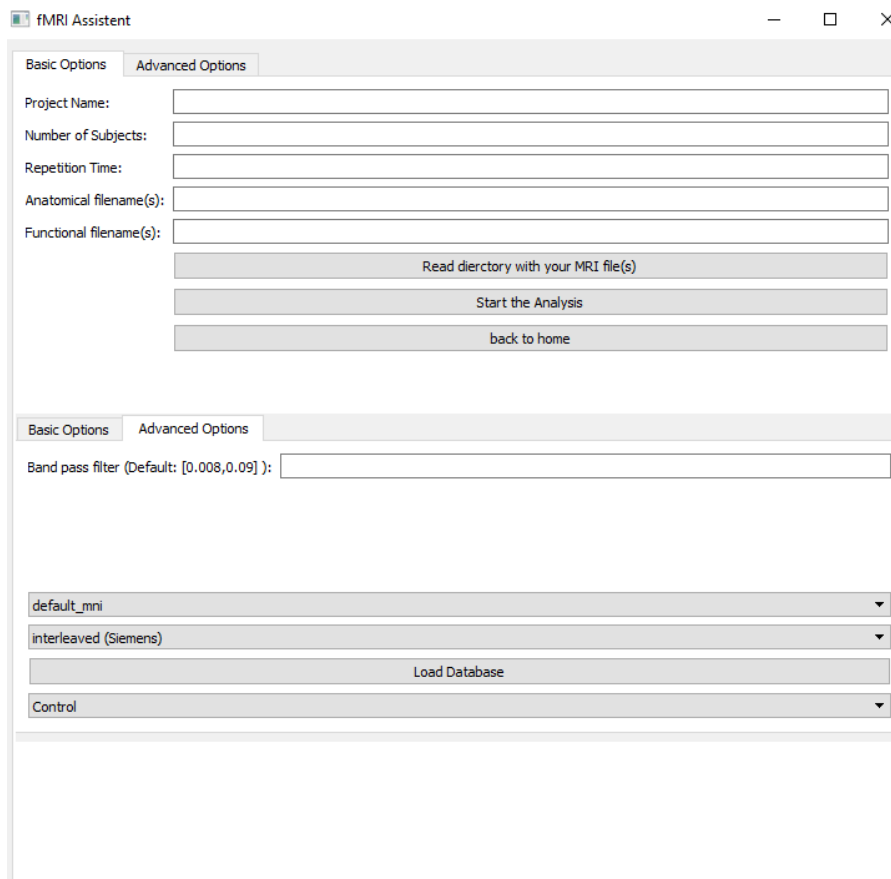 fMRI Assistent
Basic Options Advanced Options
Project Name:
Number of Subjects:
Repetition Time:
Anatomical filename(s):
Functional filename(s):
Read dierctory with your MRI file(s)
Start the Analysis
back to home
Basic Options Advanced Options
Band pass filter (Default: [0.008,0.09] ):
default_mni
interleaved (Siemens)
Load Database
Control